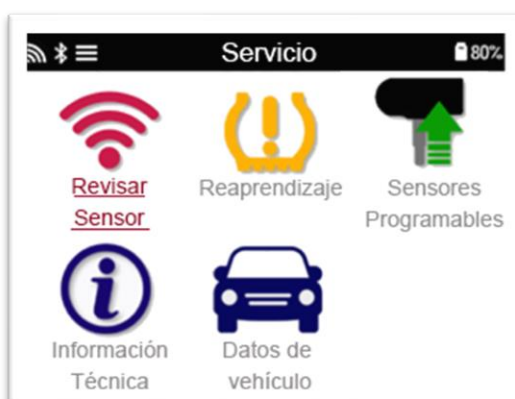 Servicio
80%
Revisar
Sensor
Reaprendizaje
Sensores
Programables
Información
Técnica
Datos de
vehículo